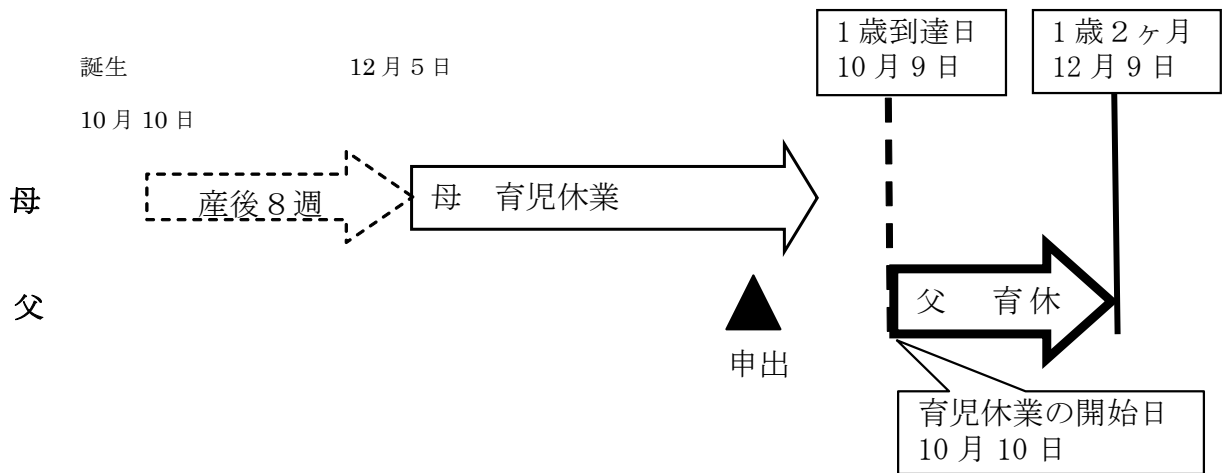 1歳到達日
10月9日
1歳2ヶ月
12月9日
誕生
12月5日
10月10日
母
産後8週
母 育児休業
父
父 育休
申出
育児休業の開始日
10月10日